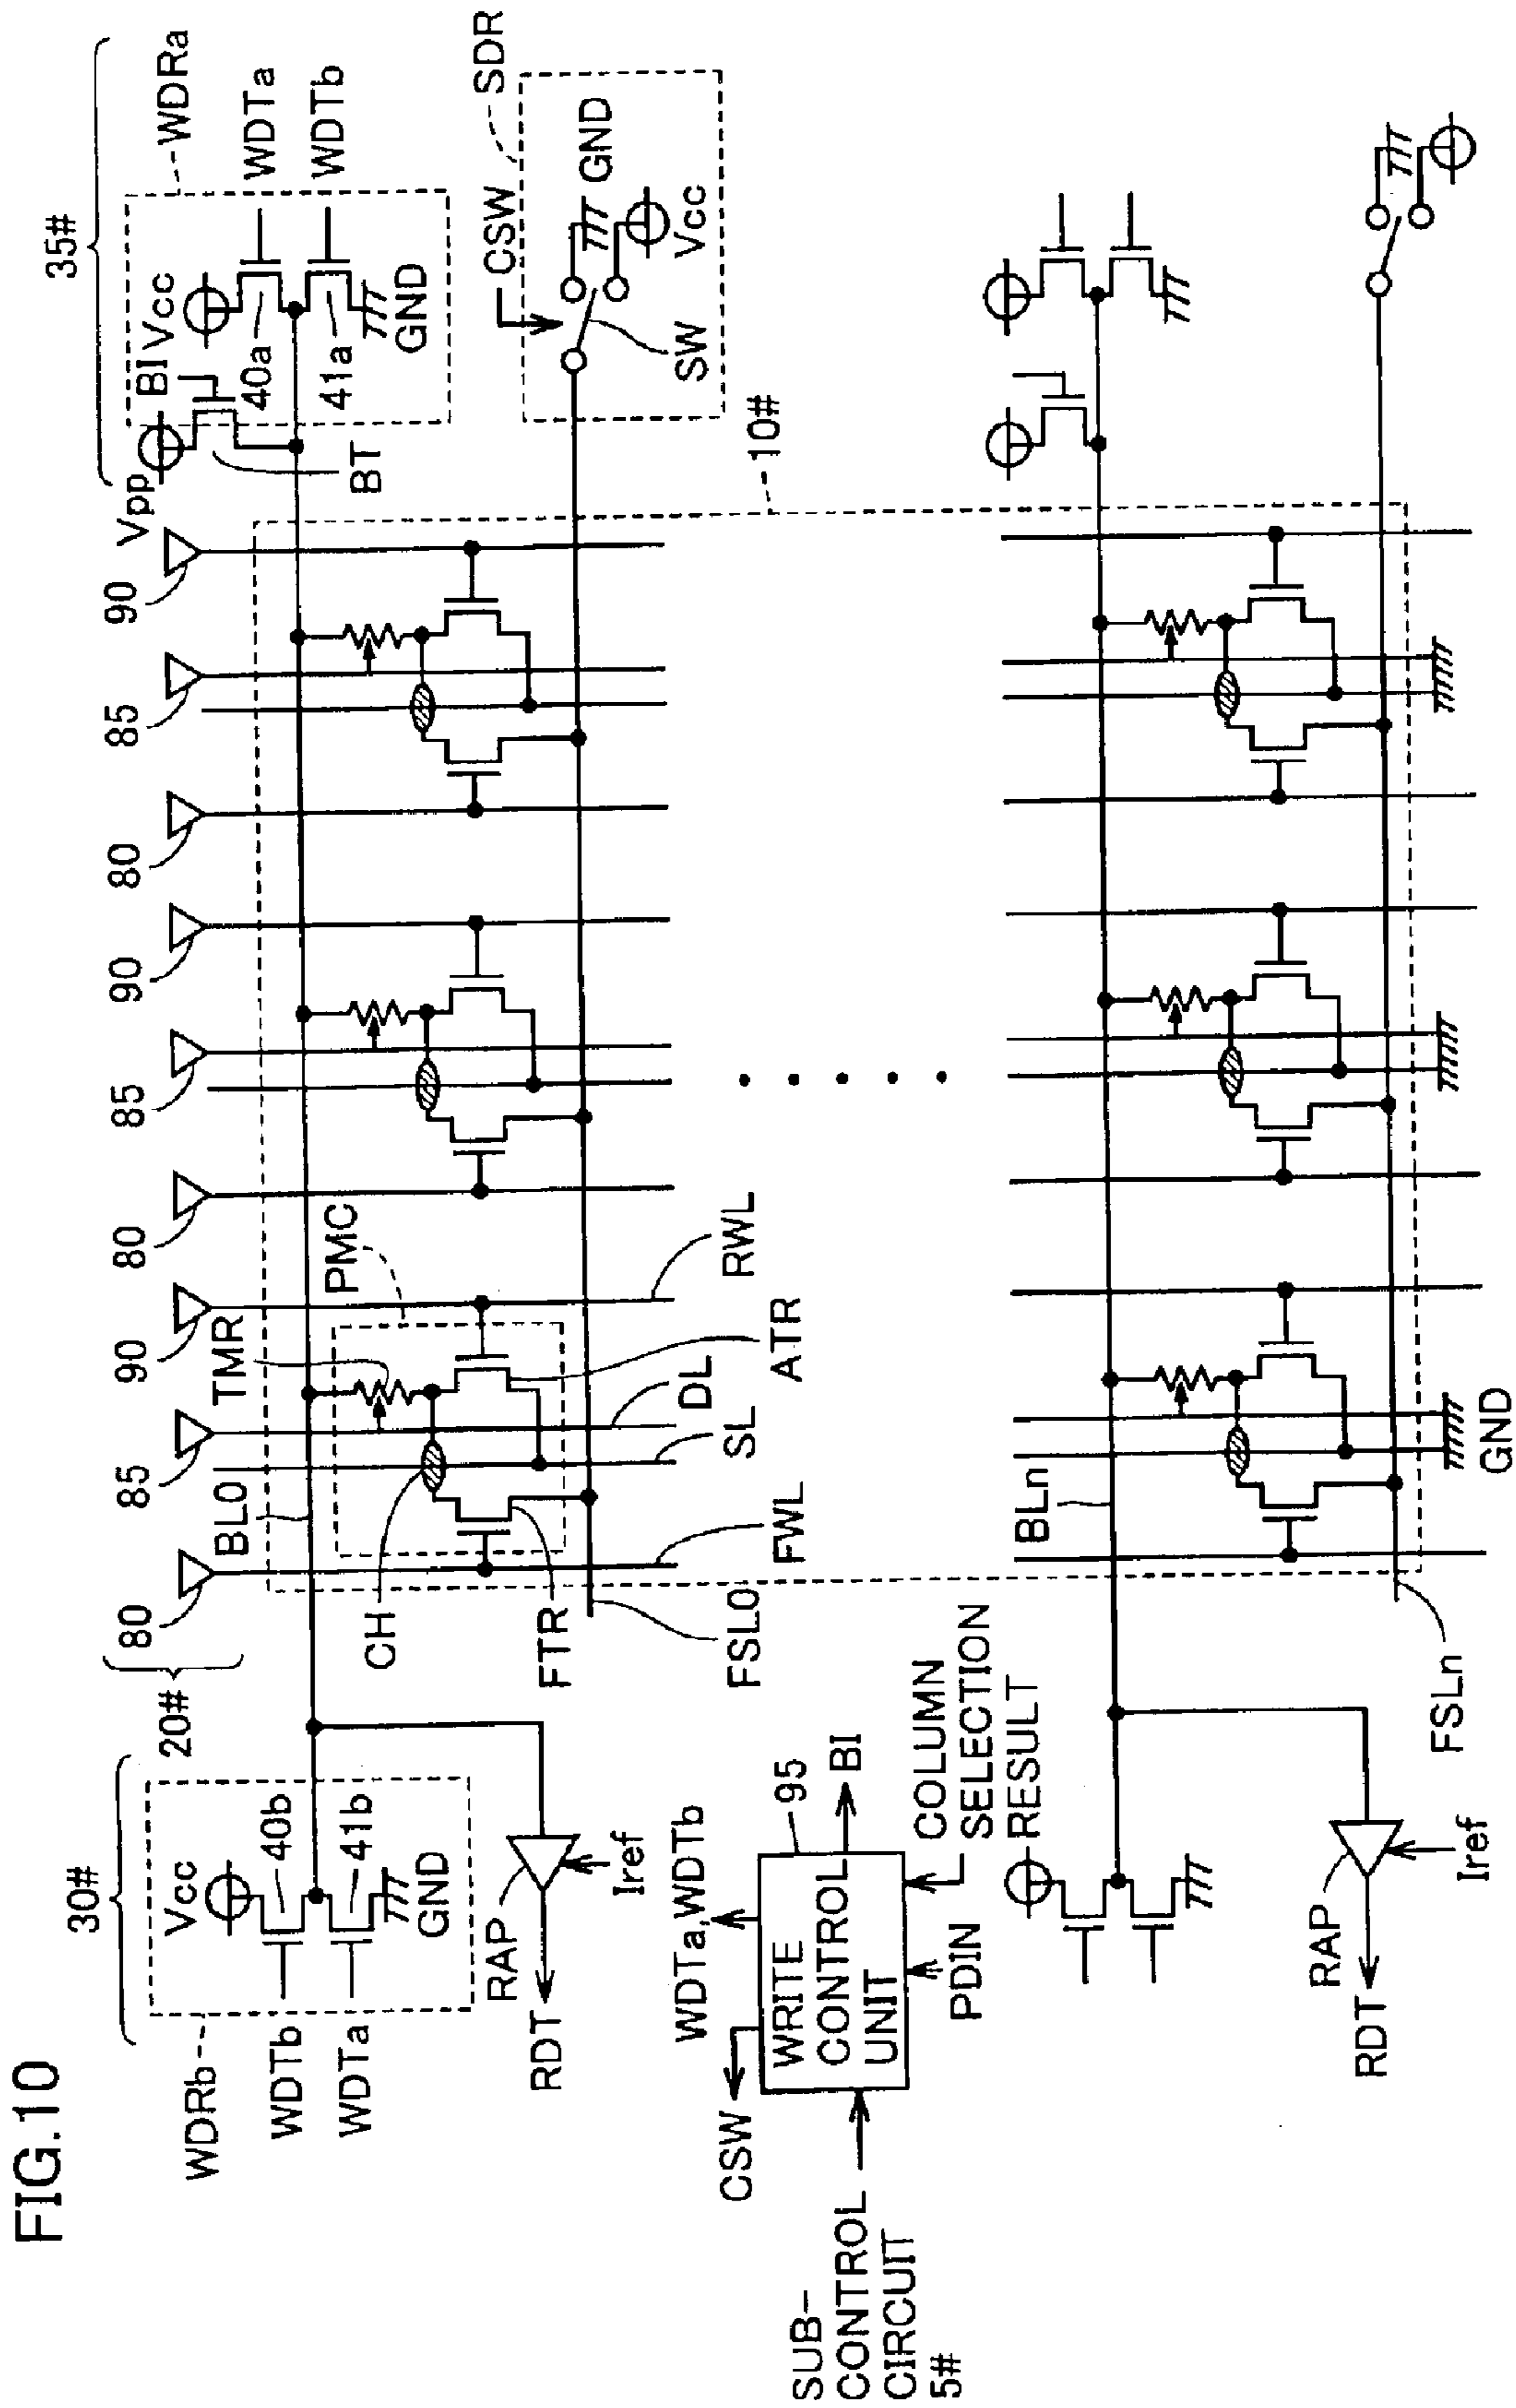 FIG.10
30#
20#
35#
WDRb
WDTb
WDTa
Vcc
40b
41b
GND
80
85
90
80
85
90
80
85
90
Vpp
BI
Vcc
WDRa
WDTa
WDTb
40a
41a
GND
BT
BL0
TMR
PMC
RAP
RDT
Iref
CH
FTR
FSL0
FWL
SL
DL
ATR
RWL
10#
CSW
SDR
SW
GND
Vcc
SUB-
CONTROL
CIRCUIT
5#
CSW
WDTa,WDTb
WRITE
CONTROL
UNIT
95
BI
PDIN
COLUMN
SELECTION
RESULT
BLn
RAP
RDT
Iref
FSLn
GND